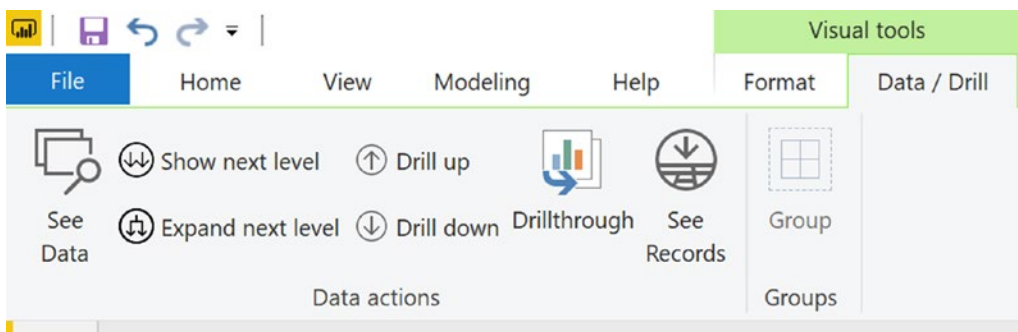 Visual tools
File Home View Modeling Help Format Data / Drill
Show next level Drill up
Expand next level Drill down
See Data
Drillthrough
See Records
Group
Data actions
Groups